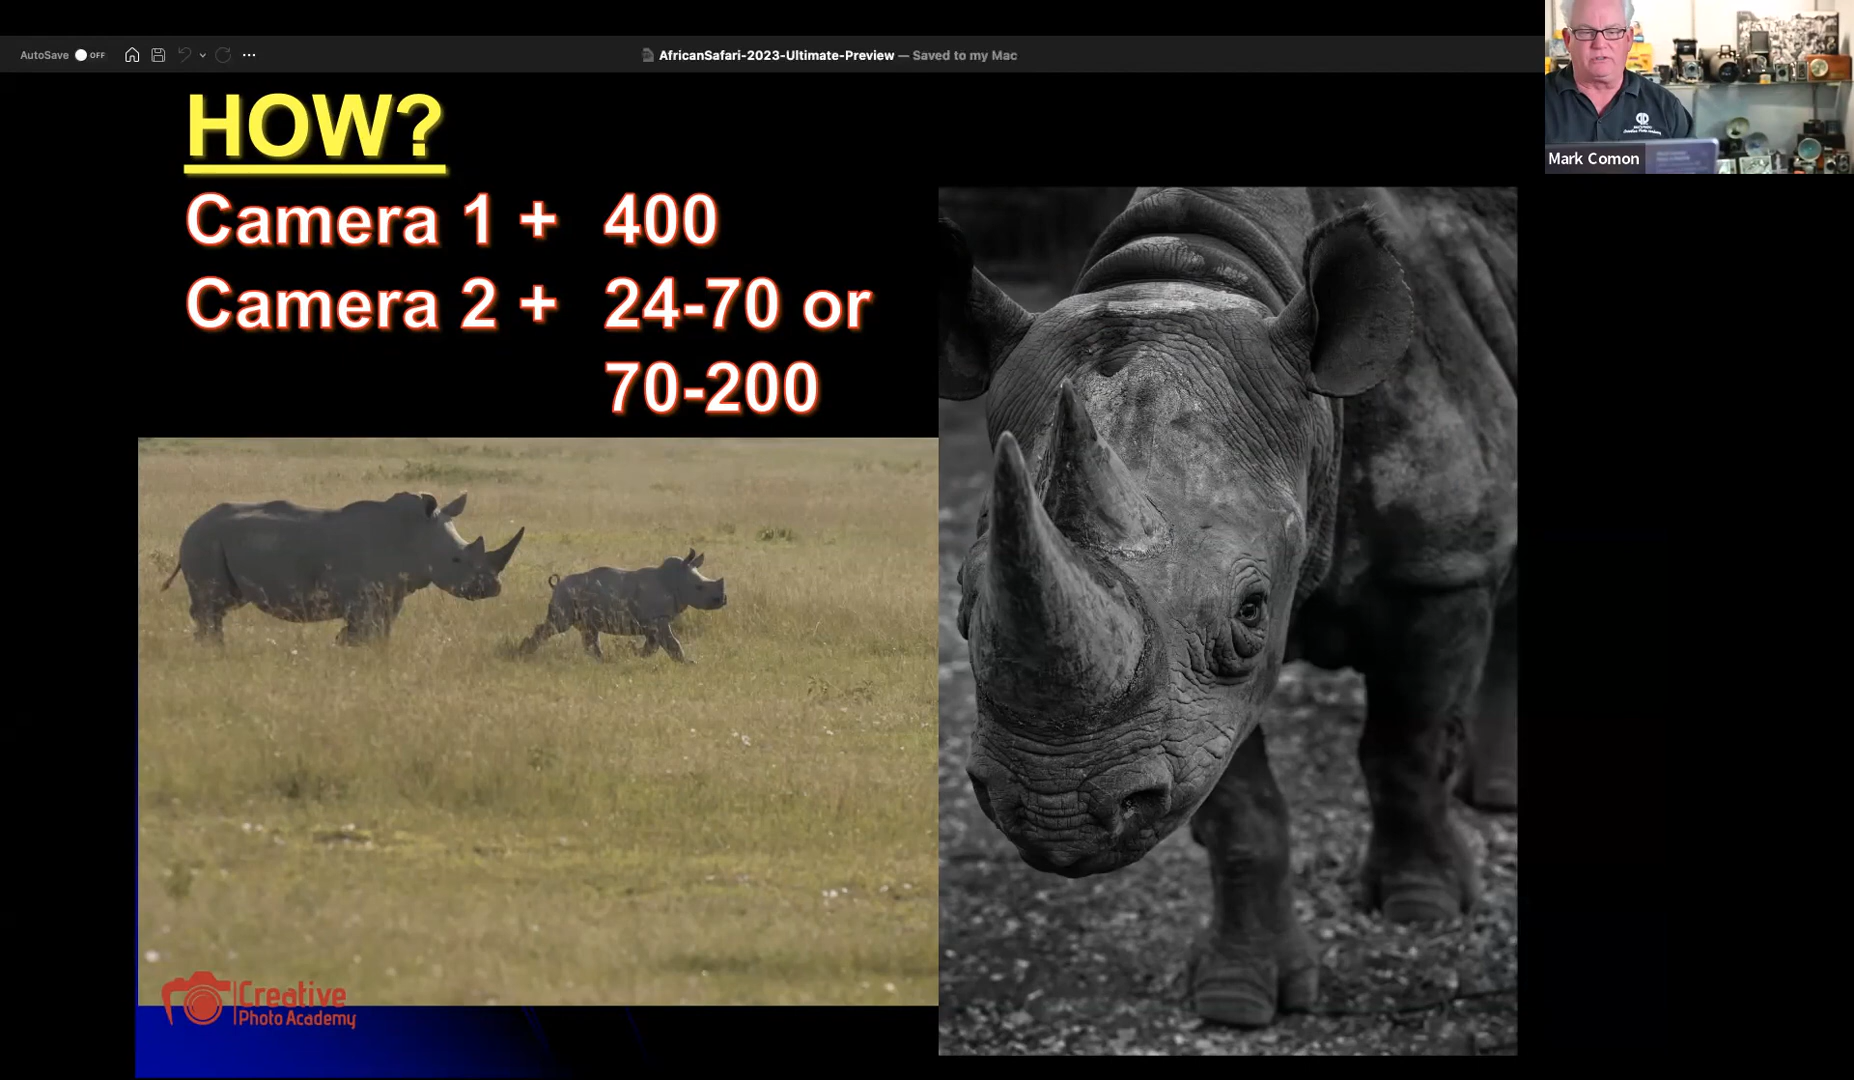 AutoSave OFF
AfricanSafari-2023-Ultimate-Preview — Saved to my Mac
HOW?
Camera 1 + 400
Camera 2 + 24-70 or
70-200
Mark Comon
Creative
Photo Academy